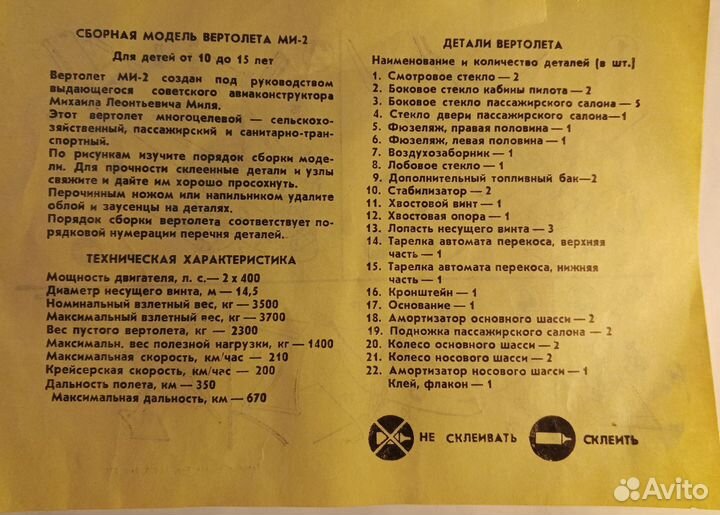 СБОРНАЯ МОДЕЛЬ ВЕРТОЛЕТА МИ-2
Для детей от 10 до 15 лет
Вертолет МИ-2 создан под руководством
выдающегося советского авиаконструктора
Михаила Леонтьевича Миля.
Этот вертолет многоцелевой — сельскохо-
зяйственный, пассажирский и санитарно-тран-
спортный.
По рисункам изучите порядок сборки моде-
ли. Для прочности склеенные детали и узлы
свяжите и дайте им хорошо просохнуть.
Перочинным ножом или напильником удалите
облой и заусенцы на деталях.
Порядок сборки вертолета соответствует по-
рядковой нумерации перечня деталей.
ТЕХНИЧЕСКАЯ ХАРАКТЕРИСТИКА
Мощность двигателя, л. с.— 2 х 400
Диаметр несущего винта, м — 14,5
Номинальный взлетный вес, кг — 3500
Максимальный взлетный вес, кг — 3700
Вес пустого вертолета, кг — 2300
Максимальн. вес полезной нагрузки, кг — 1400
Максимальная скорость, км/час — 210
Крейсерская скорость, км/час — 200
Дальность полета, км — 350
Максимальная дальность, км — 670
ДЕТАЛИ ВЕРТОЛЕТА
Наименование и количество деталей (в шт.)
1. Смотровое стекло — 2
2. Боковое стекло кабины пилота — 2
3. Боковое стекло пассажирского салона — 5
4. Стекло двери пассажирского салона—1
5. Фюзеляж, правая половина — 1
6. Фюзеляж, левая половина — 1
7. Воздухозаборник — 1
8. Лобовое стекло — 1
9. Дополнительный топливный бак—2
10. Стабилизатор — 2
11. Хвостовой винт — 1
12. Хвостовая опора — 1
13. Лопасть несущего винта — 3
14. Тарелка автомата перекоса, верхняя
часть — 1
15. Тарелка автомата перекоса, нижняя
часть — 1
16. Кронштейн — 1
17. Основание — 1
18. Амортизатор основного шасси — 2
19. Подножка пассажирского салона — 2
20. Колесо основного шасси — 2
21. Колесо носового шасси — 2
22. Амортизатор носового шасси — 1
Клей, флакон — 1
НЕ СКЛЕИВАТЬ
СКЛЕИТЬ
Avito